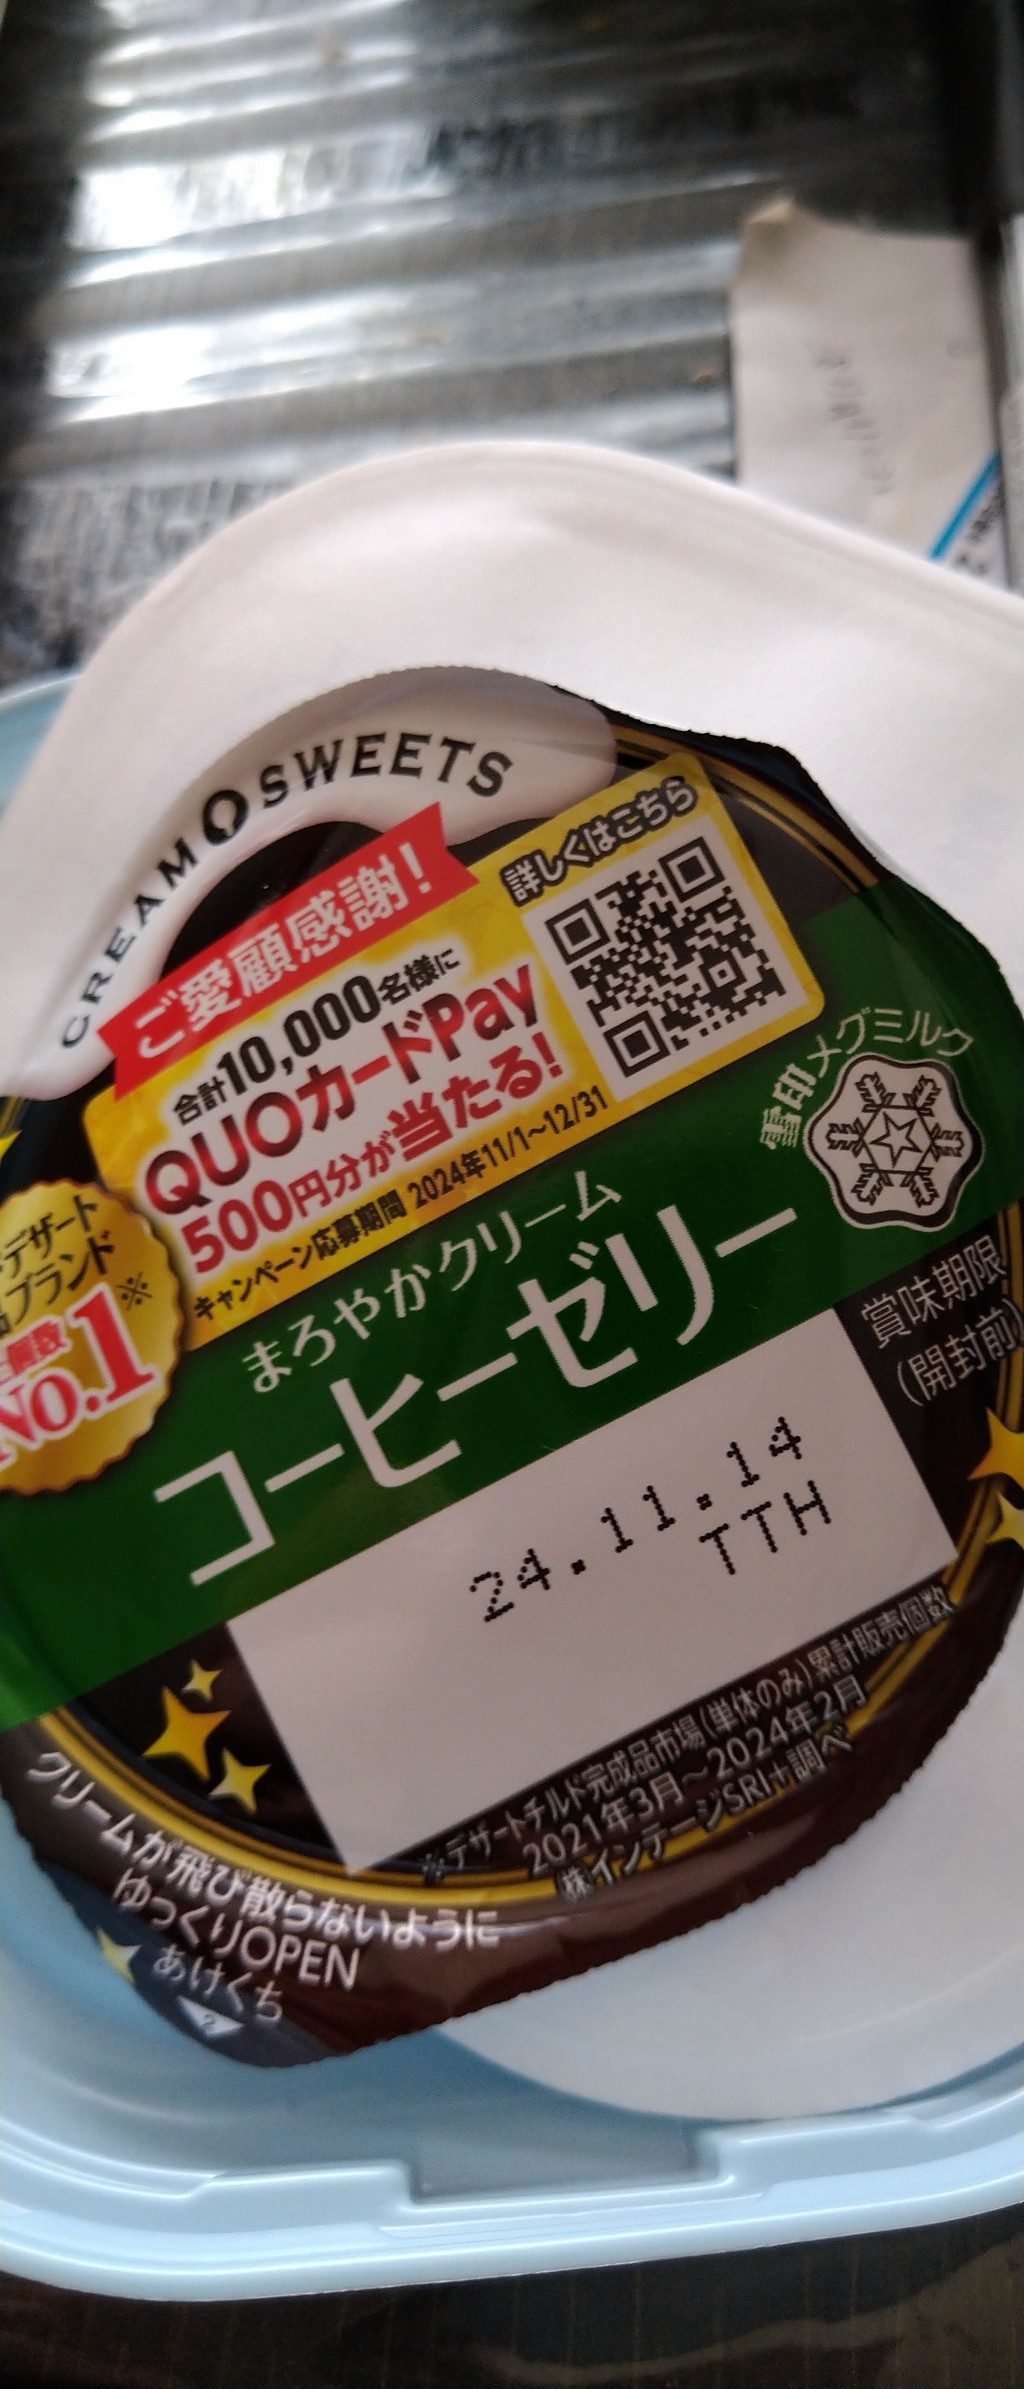 CREAM SWEETS
ご愛顧感謝!
詳しくはこちら
合計10,000名様に
QUOカードPay
500円分が当たる!
キャンペーン応募期間 2024年11/1~12/31
雪印メグミルク
デザート
ブランド※
個数
No.1
まろやかクリーム
コーヒーゼリー
賞味期限
(開封前)
24.11.14
TTH
※デザートチルド完成品市場(単体のみ)累計販売個数
2021年3月~2024年2月
㈱インテージSRI+調べ
クリームが飛び散らないように
ゆっくりOPEN
あけくち
2